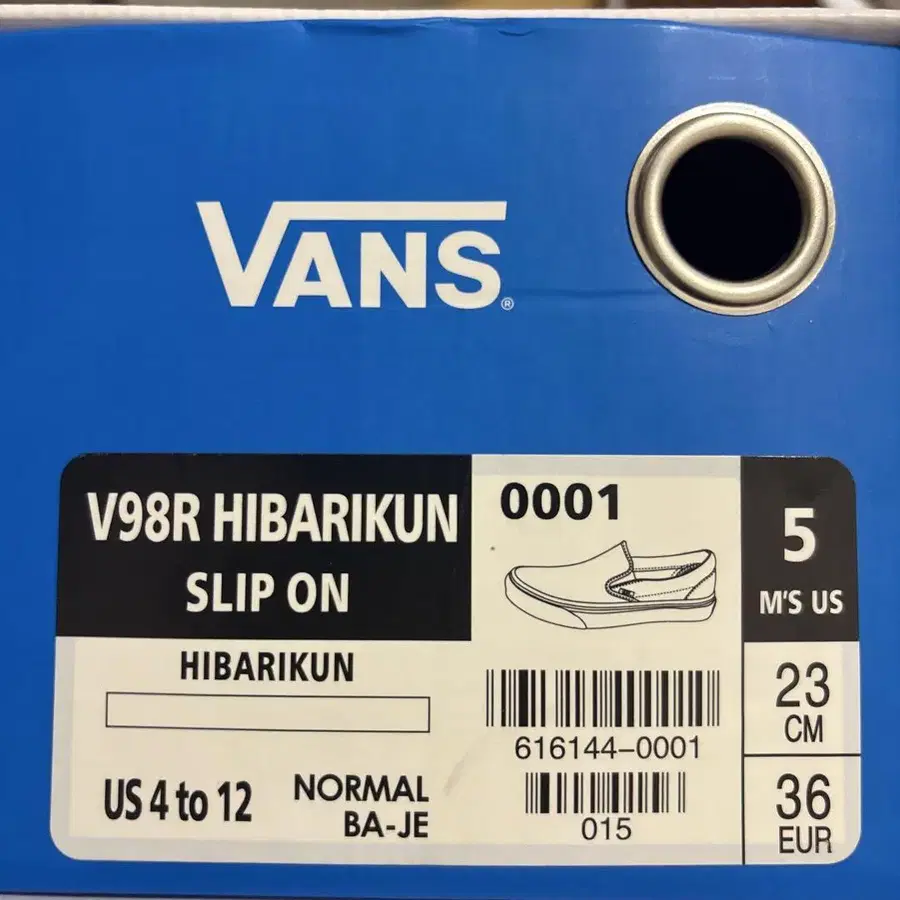 VANS®
V98R HIBARIKUN
SLIP ON
0001
5
M'S US
HIBARIKUN
616144-0001
23
CM
US 4 to 12
NORMAL
BA-JE
015
36
EUR